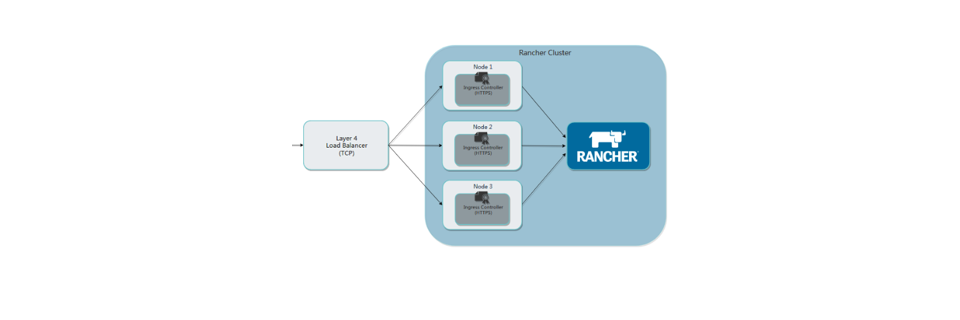 Rancher Cluster
Node 1
Ingress Controller
(HTTPS)
Layer 4
Load Balancer
(TCP)
Node 2
Ingress Controller
(HTTPS)
RANCHER
Node 3
Ingress Controller
(HTTPS)